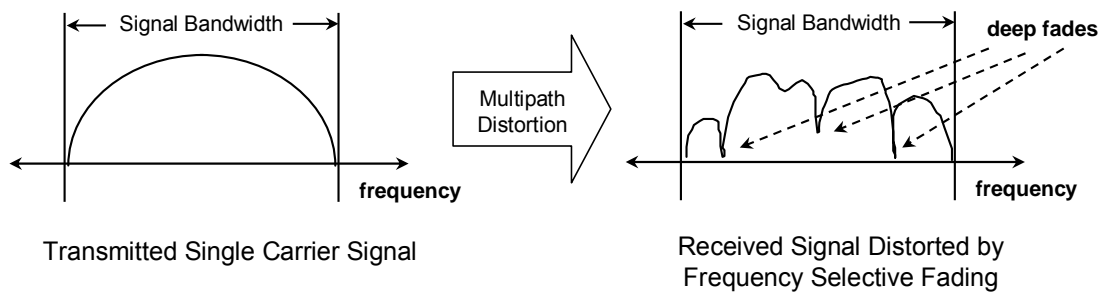 Signal Bandwidth
frequency
Transmitted Single Carrier Signal
Multipath
Distortion
Signal Bandwidth
deep fades
frequency
Received Signal Distorted by
Frequency Selective Fading